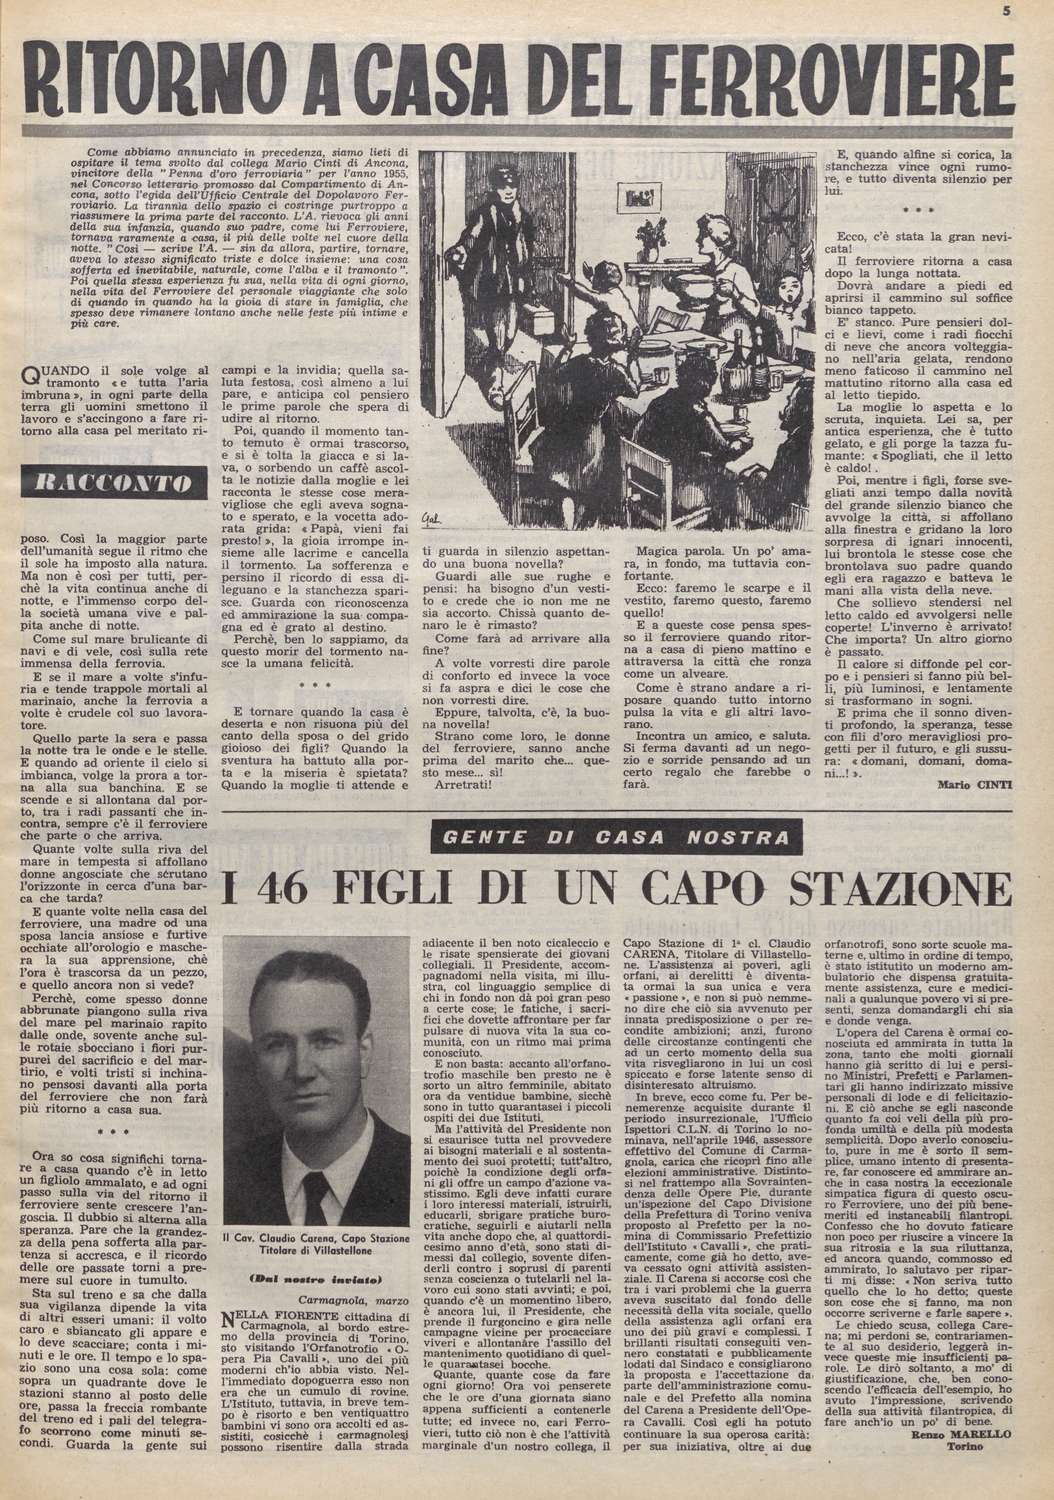 5
RITORNO A CASA DEL FERROVIERE
Come abbiamo annunciato in precedenza, siamo lieti di
ospitare il tema svolto dal collega Mario Cinti di Ancona,
vincitore della "Penna d'oro ferroviaria" per l'anno 1955,
nel Concorso letterario promosso dal Compartimento di An-
cona, sotto l'egida dell'Ufficio Centrale del Dopolavoro Fer-
roviario. La tirannia dello spazio ci costringe purtroppo a
riassumere la prima parte del racconto. L'A. rievoca gli anni
della sua infanzia, quando suo padre, come lui Ferroviere,
tornava raramente a casa, il più delle volte nel cuore della
notte. "Così — scrive l'A. — sin da allora, partire, tornare,
aveva lo stesso significato triste e dolce insieme: una cosa
sofferta ed inevitabile, naturale, come l'alba e il tramonto".
Poi quella stessa esperienza fu sua, nella vita di ogni giorno,
nella vita del Ferroviere del personale viaggiante che solo
di quando in quando ha la gioia di stare in famiglia, che
spesso deve rimanere lontano anche nelle feste più intime e
più care.
QUANDO il sole volge al
tramonto « e tutta l'aria
imbruna », in ogni parte della
terra gli uomini smettono il
lavoro e s'accingono a fare ri-
torno alla casa pel meritato ri-
RACCONTO
poso. Così la maggior parte
dell'umanità segue il ritmo che
il sole ha imposto alla natura.
Ma non è così per tutti, per-
chè la vita continua anche di
notte, e l'immenso corpo del-
la società umana vive e pal-
pita anche di notte.
Come sul mare brulicante di
navi e di vele, così sulla rete
immensa della ferrovia.
E se il mare a volte s'infu-
ria e tende trappole mortali al
marinaio, anche la ferrovia a
volte è crudele col suo lavora-
tore.
Quello parte la sera e passa
la notte tra le onde e le stelle.
E quando ad oriente il cielo si
imbianca, volge la prora a tor-
na alla sua banchina. E se
scende e si allontana dal por-
to, tra i radi passanti che in-
contra, sempre c'è il ferroviere
che parte o che arriva.
Quante volte sulla riva del
mare in tempesta si affollano
donne angosciate che scrutano
l'orizzonte in cerca d'una bar-
ca che tarda?
E quante volte nella casa del
ferroviere, una madre od una
sposa lancia ansiose e furtive
occhiate all'orologio e masche-
ra la sua apprensione, chè
l'ora è trascorsa da un pezzo,
e quello ancora non si vede?
Perchè, come spesso donne
abbrunate piangono sulla riva
del mare pel marinaio rapito
dalle onde, sovente anche sul-
le rotaie sbocciano i fiori pur-
purei del sacrificio e del mar-
tirio, e volti tristi si inchina-
no pensosi davanti alla porta
del ferroviere che non farà
più ritorno a casa sua.
* * *
Ora so cosa significhi torna-
re a casa quando c'è in letto
un figliolo ammalato, e ad ogni
passo sulla via del ritorno il
ferroviere sente crescere l'an-
goscia. Il dubbio si alterna alla
speranza. Pare che la grandez-
za della pena sofferta alla par-
tenza si accresca, e il ricordo
delle ore passate torni a pre-
mere sul cuore in tumulto.
Sta sul treno e sa che dalla
sua vigilanza dipende la vita
di altri esseri umani: il volto
caro e sbiancato gli appare e
lo deve scacciare; conta i mi-
nuti e le ore. Il tempo e lo spa-
zio sono una cosa sola: come
sopra un quadrante dove le
stazioni stanno al posto delle
ore, passa la freccia rombante
del treno ed i pali del telegra-
fo scorrono come minuti se-
condi. Guarda la gente sui
campi e la invidia; quella sa-
luta festosa, così almeno a lui
pare, e anticipa col pensiero
le prime parole che spera di
udire al ritorno.
Poi, quando il momento tan-
to temuto è ormai trascorso,
e si è tolta la giacca e si la-
va, o sorbendo un caffè ascol-
ta le notizie dalla moglie e lei
racconta le stesse cose mera-
vigliose che egli aveva sogna-
to e sperato, e la vocetta ado-
rata grida: « Papà, vieni fai
presto! », la gioia irrompe in-
sieme alle lacrime e cancella
il tormento. La sofferenza e
persino il ricordo di essa di-
leguano e la stanchezza spari-
sce. Guarda con riconoscenza
ed ammirazione la sua compa-
gna ed è grato al destino.
Perchè, ben lo sappiamo, da
questo morir del tormento na-
sce la umana felicità.
* * *
E tornare quando la casa è
deserta e non risuona più del
canto della sposa o del grido
gioioso dei figli? Quando la
sventura ha battuto alla por-
ta e la miseria è spietata?
Quando la moglie ti attende e
Gal.
ti guarda in silenzio aspettan-
do una buona novella?
Guardi alle sue rughe e
pensi: ha bisogno d'un vesti-
to e crede che io non me ne
sia accorto. Chissà quanto de-
naro le è rimasto?
Come farà ad arrivare alla
fine?
A volte vorresti dire parole
di conforto ed invece la voce
si fa aspra e dici le cose che
non vorresti dire.
Eppure, talvolta, c'è, la buo-
na novella!
Strano come loro, le donne
del ferroviere, sanno anche
prima del marito che... que-
sto mese... sì!
Arretrati!
Magica parola. Un po' ama-
ra, in fondo, ma tuttavia con-
fortante.
Ecco: faremo le scarpe e il
vestito, faremo questo, faremo
quello!
E a queste cose pensa spes-
so il ferroviere quando ritor-
na a casa di pieno mattino e
attraversa la città che ronza
come un alveare.
Come è strano andare a ri-
posare quando tutto intorno
pulsa la vita e gli altri lavo-
rano.
Incontra un amico, e saluta.
Si ferma davanti ad un nego-
zio e sorride pensando ad un
certo regalo che farebbe o
farà.
E, quando alfine si corica, la
stanchezza vince ogni rumo-
re, e tutto diventa silenzio per
lui.
* * *
Ecco, c'è stata la gran nevi-
cata!
Il ferroviere ritorna a casa
dopo la lunga nottata.
Dovrà andare a piedi ed
aprirsi il cammino sul soffice
bianco tappeto.
E' stanco. Pure pensieri dol-
ci e lievi, come i radi fiocchi
di neve che ancora volteggia-
no nell'aria gelata, rendono
meno faticoso il cammino nel
mattutino ritorno alla casa ed
al letto tiepido.
La moglie lo aspetta e lo
scruta, inquieta. Lei sa, per
antica esperienza, che è tutto
gelato, e gli porge la tazza fu-
mante: « Spogliati, che il letto
è caldo! .
Poi, mentre i figli, forse sve-
gliati anzi tempo dalla novità
del grande silenzio bianco che
avvolge la città, si affollano
alla finestra e gridano la loro
sorpresa di ignari innocenti,
lui brontola le stesse cose che
brontolava suo padre quando
egli era ragazzo e batteva le
mani alla vista della neve.
Che sollievo stendersi nel
letto caldo ed avvolgersi nelle
coperte! L'inverno è arrivato!
Che importa? Un altro giorno
è passato.
Il calore si diffonde pel cor-
po e i pensieri si fanno più bel-
li, più luminosi, e lentamente
si trasformano in sogni.
E prima che il sonno diven-
ti profondo, la speranza, tesse
con fili d'oro meravigliosi pro-
getti per il futuro, e gli sussu-
ra: « domani, domani, doma-
ni...! ».
Mario CINTI
GENTE DI CASA NOSTRA
I 46 FIGLI DI UN CAPO STAZIONE
Il Cav. Claudio Carena, Capo Stazione
Titolare di Villastellone
(Dal nostro inviato)
Carmagnola, marzo
NELLA FIORENTE cittadina di
Carmagnola, al bordo estre-
mo della provincia di Torino,
sto visitando l'Orfanotrofio « O-
pera Pia Cavalli », uno dei più
moderni ch'io abbia visto. Nel-
l'immediato dopoguerra esso non
era che un cumulo di rovine.
L'Istituto, tuttavia, in breve tem-
po è risorto e ben ventiquattro
bambini vi sono ora accolti ed as-
sistiti, cosicchè i carmagnolesi
possono risentire dalla strada
adiacente il ben noto cicaleccio e
le risate spensierate dei giovani
collegiali. Il Presidente, accom-
pagnadomi nella visita, mi illu-
stra, col linguaggio semplice di
chi in fondo non dà poi gran peso
a certe cose, le fatiche, i sacri-
fici che dovette affrontare per far
pulsare di nuova vita la sua co-
munità, con un ritmo mai prima
conosciuto.
E non basta: accanto all'orfano-
trofio maschile ben presto ne è
sorto un altro femminile, abitato
ora da ventidue bambine, sicchè
sono in tutto quarantasei i piccoli
ospiti dei due Istituti.
Ma l'attività del Presidente non
si esaurisce tutta nel provvedere
ai bisogni materiali e al sostenta-
mento dei suoi protetti; tutt'altro,
poichè la condizione degli orfa-
ni gli offre un campo d'azione va-
stissimo. Egli deve infatti curare
i loro interessi materiali, istruirli,
educarli, sbrigare pratiche buro-
cratiche, seguirli e aiutarli nella
vita anche dopo che, al quattordi-
cesimo anno d'età, sono stati di-
messi dal collegio, sovente difen-
derli contro i soprusi di parenti
senza coscienza o tutelarli nel la-
voro cui sono stati avviati; e poi,
quando c'è un momentino libero,
è ancora lui, il Presidente, che
prende il furgoncino e gira nelle
campagne vicine per procacciare
viveri e allontanare l'assillo del
mantenimento quotidiano di quel-
le quarantasei bocche.
Quante, quante cose da fare
ogni giorno! Ora voi penserete
che le ore d'una giornata siano
appena sufficienti a contenerle
tutte; ed invece no, cari Ferro-
vieri, tutto ciò non è che l'attività
marginale d'un nostro collega, il
Capo Stazione di 1ª cl. Claudio
CARENA, Titolare di Villastello-
ne. L'assistenza ai poveri, agli
orfani, ai derelitti è diventa-
ta ormai la sua unica e vera
« passione », e non si può nemme-
no dire che ciò sia avvenuto per
innata predisposizione o per re-
condite ambizioni; anzi, furono
delle circostanze contingenti che
ad un certo momento della sua
vita risvegliarono in lui un così
spiccato e forte latente senso di
disinteresato altruismo.
In breve, ecco come fu. Per be-
nemerenze acquisite durante il
periodo insurrezionale, l'Ufficio
Ispettori C.L.N. di Torino lo no-
minava, nell'aprile 1946, assessore
effettivo del Comune di Carma-
gnola, carica che ricoprì fino alle
elezioni amministrative. Distinto-
si nel frattempo alla Sovrainten-
denza delle Opere Pie, durante
un'ispezione del Capo Divisione
della Prefettura di Torino veniva
proposto al Prefetto per la no-
mina di Commissario Prefettizio
dell'Istituto « Cavalli », che prati-
camente, come già ho detto, ave-
va cessato ogni attività assisten-
ziale. Il Carena si accorse così che
tra i vari problemi che la guerra
aveva suscitato dal fondo delle
necessità della vita sociale, quello
della assistenza agli orfani era
uno dei più gravi e complessi. I
brillanti risultati conseguiti ven-
nero constatati e pubblicamente
lodati dal Sindaco e consigliarono
la proposta e l'accettazione da
parte dell'amministrazione comu-
nale e del Prefetto alla nomina
del Carena a Presidente dell'Ope-
ra Cavalli. Così egli ha potuto
continuare la sua operosa carità:
per sua iniziativa, oltre ai due
orfanotrofi, sono sorte scuole ma-
terne e, ultimo in ordine di tempo,
è stato istitutito un moderno am-
bulatorio che dispensa gratuita-
mente assistenza, cure e medici-
nali a qualunque povero vi si pre-
senti, senza domandargli chi sia
e donde venga.
L'opera del Carena è ormai co-
nosciuta ed ammirata in tutta la
zona, tanto che molti giornali
hanno già scritto di lui e persi-
no Ministri, Prefetti e Parlamen-
tari gli hanno indirizzato missive
personali di lode e di felicitazio-
ni. E ciò anche se egli nasconde
quanto fa coi veli della più pro-
fonda umiltà e della più modesta
semplicità. Dopo averlo conosciu-
to, pure in me è sorto il sem-
plice, umano intento di presenta-
re, far conoscere ed ammirare an-
che in casa nostra la eccezionale
simpatica figura di questo oscu-
ro Ferroviere, uno dei più bene-
meriti ed instancabili filantropi.
Confesso che ho dovuto faticare
non poco per riuscire a vincere la
sua ritrosia e la sua riluttanza,
ed ancora quando, commosso ed
ammirato, lo salutavo per ripar-
ti mi disse: « Non scriva tutto
quello che lo ho detto; queste
son cose che si fanno, ma non
occorre scriverne e farle sapere ».
Le chiedo scusa, collega Care-
na; mi perdoni se, contrariamen-
te al suo desiderio, leggerà in-
vece queste mie insufficienti pa-
role. Le dirò soltanto, a mo' di
giustificazione, che, ben cono-
scendo l'efficacia dell'esempio, ho
avuto l'impressione, scrivendo
della sua attività filantropica, di
fare anch'io un po' di bene.
Renzo MARELLO
Torino